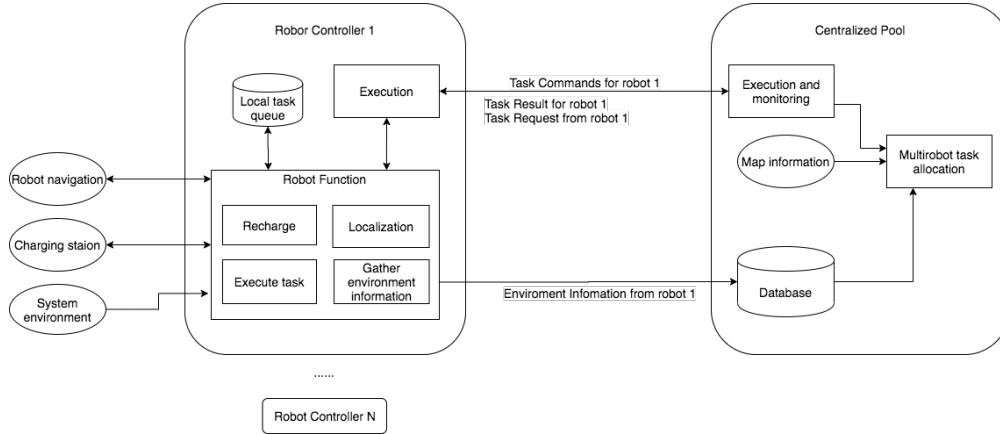 Robor Controller 1
Centralized Pool
Local task
queue
Execution
Task Commands for robot 1
Task Result for robot 1
Task Request from robot 1
Execution and
monitoring
Map information
Multirobot task
allocation
Robot navigation
Robot Function
Recharge
Localization
Charging staion
Execute task
Gather
environment
information
System
environment
Enviroment Infomation from robot 1
Database
......
Robot Controller N